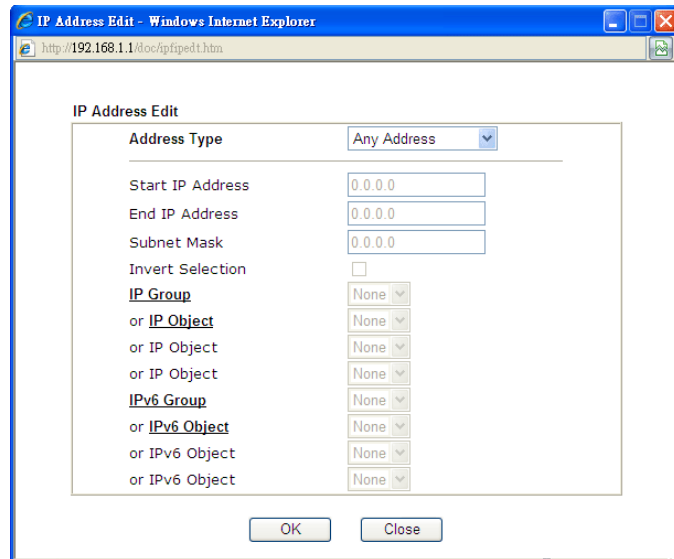 IP Address Edit - Windows Internet Explorer
http://192.168.1.1/doc/ipfipedt.htm
IP Address Edit
Address Type Any Address
Start IP Address 0.0.0.0
End IP Address 0.0.0.0
Subnet Mask 0.0.0.0
Invert Selection
IP Group None
or IP Object None
or IP Object None
or IP Object None
IPv6 Group None
or IPv6 Object None
or IPv6 Object None
or IPv6 Object None
OK Close